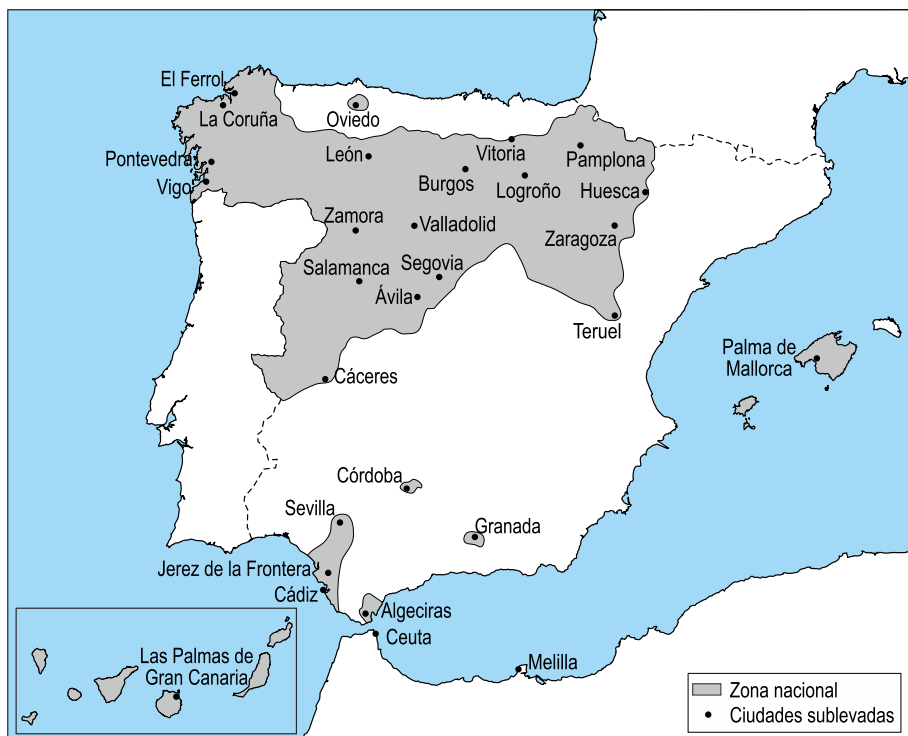 El Ferrol
La Coruña
Oviedo
Pontevedra
León
Vitoria
Pamplona
Vigo
Burgos
Logroño
Huesca
Zamora
Valladolid
Zaragoza
Salamanca
Segovia
Ávila
Teruel
Palma de
Mallorca
Cáceres
Córdoba
Sevilla
Granada
Jerez de la Frontera
Cádiz
Algeciras
Ceuta
Las Palmas de
Gran Canaria
Melilla
Zona nacional
Ciudades sublevadas